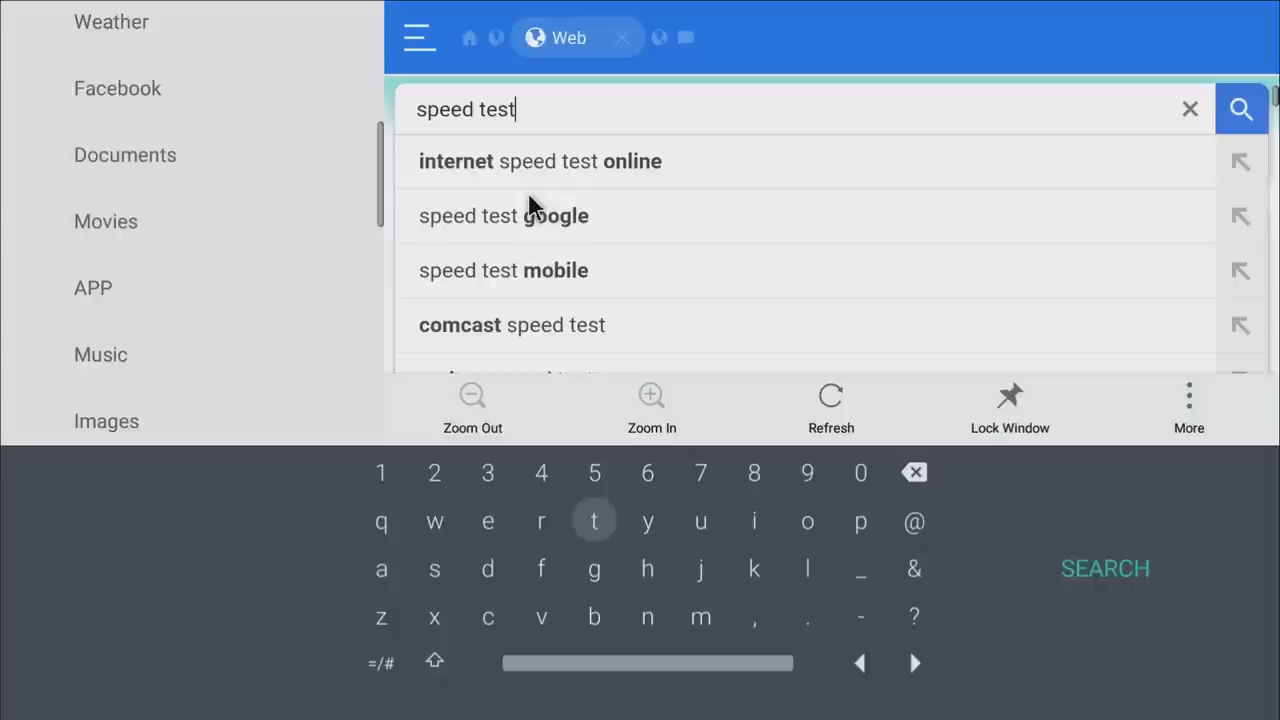 Weather
Facebook
Documents
Movies
APP
Music
Images
Web
speed test
internet speed test online
speed test google
speed test mobile
comcast speed test
Zoom Out
Zoom In
Refresh
Lock Window
More
1 2 3 4 5 6 7 8 9 0
q w e r t y u i o p @
a s d f g h j k l _ &
z x c v b n m , . - ?
=/#
SEARCH